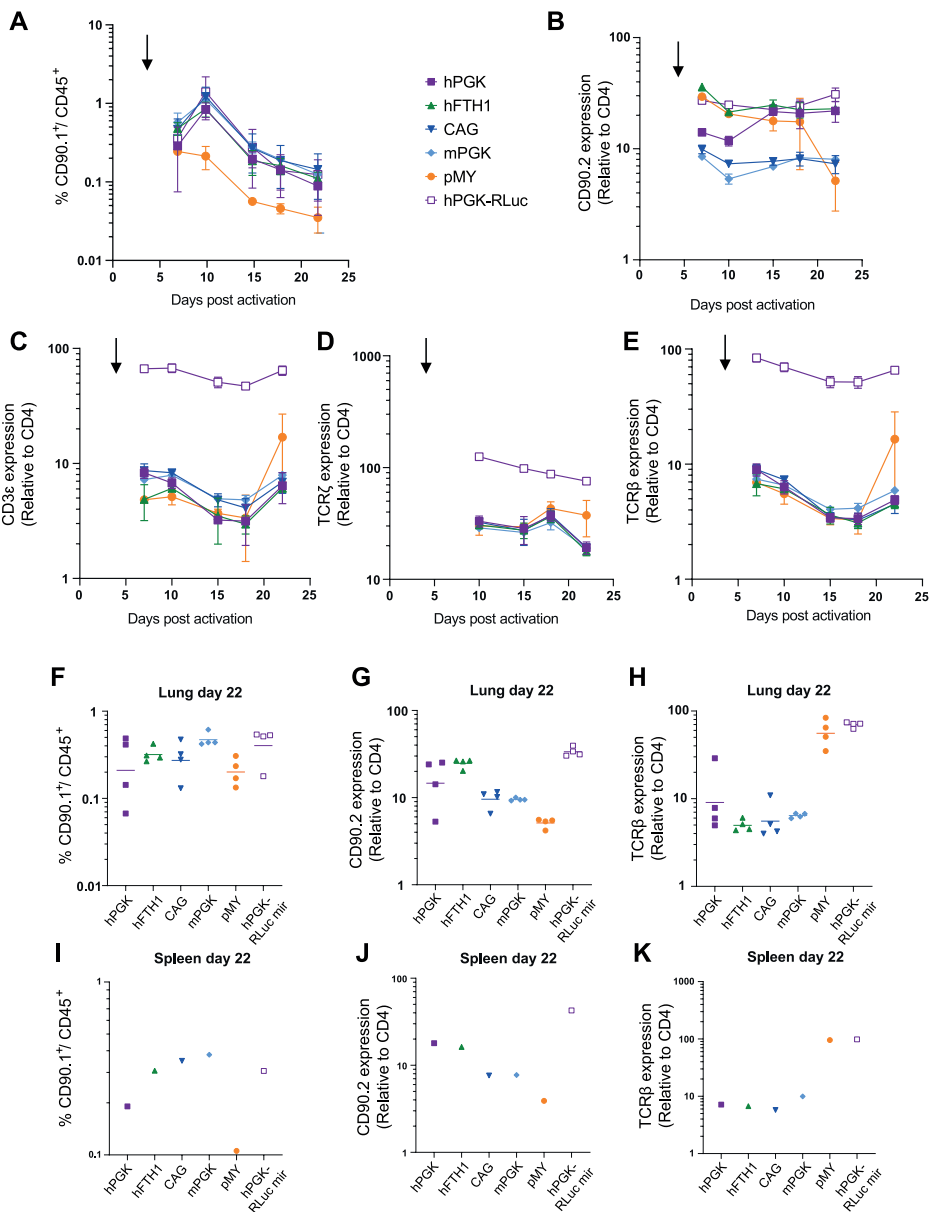 A
10
1
0.1
0.01
% CD90.1⁺/ CD45⁺
0 5 10 15 20 25
Days post activation
hPGK
hFTH1
CAG
mPGK
pMY
hPGK-RLuc
B
100
10
1
CD90.2 expression
(Relative to CD4)
0 5 10 15 20 25
Days post activation
C
100
10
1
CD3ε expression
(Relative to CD4)
0 5 10 15 20 25
Days post activation
D
1000
100
10
TCRζ expression
(Relative to CD4)
0 5 10 15 20 25
Days post activation
E
100
10
1
TCRβ expression
(Relative to CD4)
0 5 10 15 20 25
Days post activation
F
Lung day 22
1
0.1
0.01
% CD90.1⁺/ CD45⁺
hPGK
hFTH1
CAG
mPGK
pMY
hPGK-
RLuc mir
G
Lung day 22
100
10
1
CD90.2 expression
(Relative to CD4)
hPGK
hFTH1
CAG
mPGK
pMY
hPGK-
RLuc mir
H
Lung day 22
100
10
1
TCRβ expression
(Relative to CD4)
hPGK
hFTH1
CAG
mPGK
pMY
hPGK-
RLuc mir
I
Spleen day 22
1
0.1
% CD90.1⁺/ CD45⁺
hPGK
hFTH1
CAG
mPGK
pMY
hPGK-
RLuc mir
J
Spleen day 22
100
10
1
CD90.2 expression
(Relative to CD4)
hPGK
hFTH1
CAG
mPGK
pMY
hPGK-
RLuc mir
K
Spleen day 22
1000
100
10
1
TCRβ expression
(Relative to CD4)
hPGK
hFTH1
CAG
mPGK
pMY
hPGK-
RLuc mir